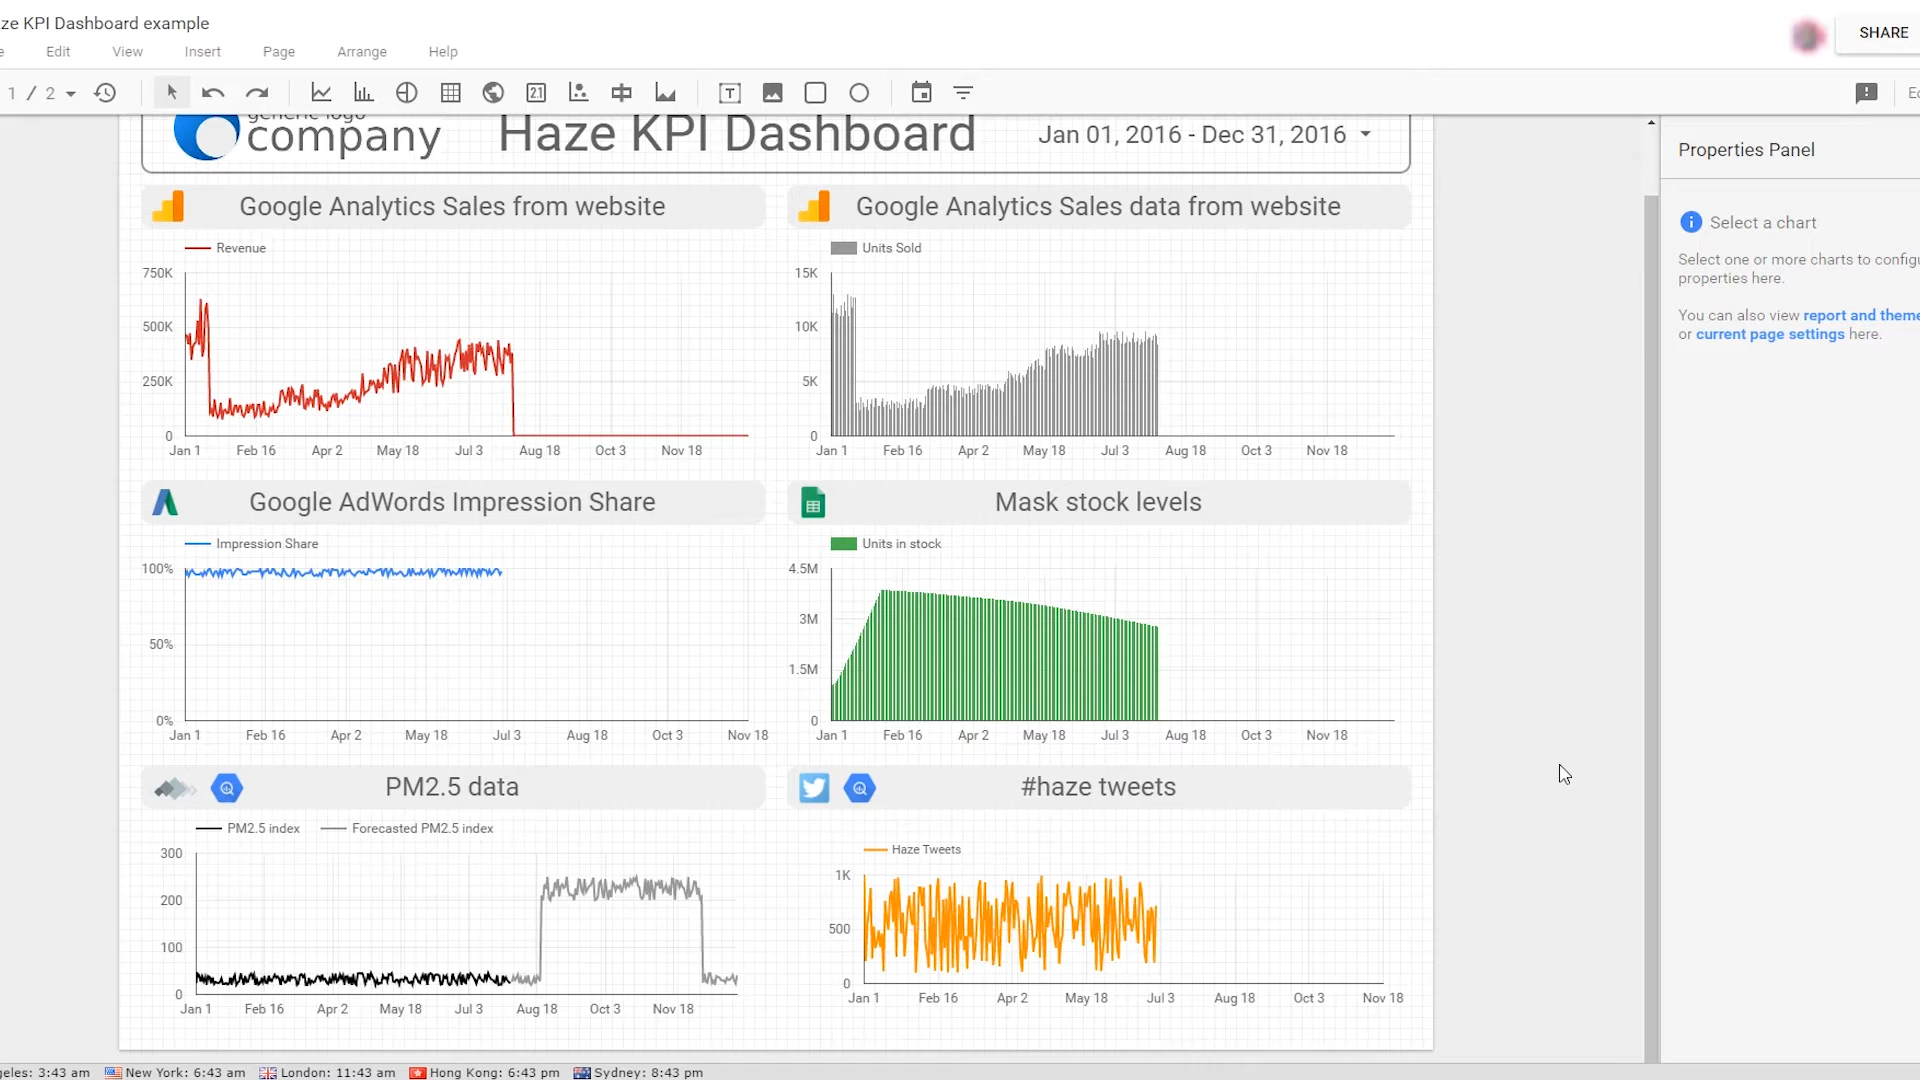 ze KPI Dashboard example
SHARE
Edit View Insert Page Arrange Help
1 / 2
company
Haze KPI Dashboard
Jan 01, 2016 - Dec 31, 2016
Properties Panel
Google Analytics Sales from website
Google Analytics Sales data from website
Select a chart
Select one or more charts to configu
properties here.
You can also view report and theme
or current page settings here.
Revenue
750K
500K
250K
0
Jan 1 Feb 16 Apr 2 May 18 Jul 3 Aug 18 Oct 3 Nov 18
Units Sold
15K
10K
5K
0
Jan 1 Feb 16 Apr 2 May 18 Jul 3 Aug 18 Oct 3 Nov 18
Google AdWords Impression Share
Mask stock levels
Impression Share
100%
50%
0%
Jan 1 Feb 16 Apr 2 May 18 Jul 3 Aug 18 Oct 3 Nov 18
Units in stock
4.5M
3M
1.5M
0
Jan 1 Feb 16 Apr 2 May 18 Jul 3 Aug 18 Oct 3 Nov 18
PM2.5 data
#haze tweets
PM2.5 index Forecasted PM2.5 index
300
200
100
0
Jan 1 Feb 16 Apr 2 May 18 Jul 3 Aug 18 Oct 3 Nov 18
Haze Tweets
1K
500
0
Jan 1 Feb 16 Apr 2 May 18 Jul 3 Aug 18 Oct 3 Nov 18
geles: 3:43 am New York: 6:43 am London: 11:43 am Hong Kong: 6:43 pm Sydney: 8:43 pm